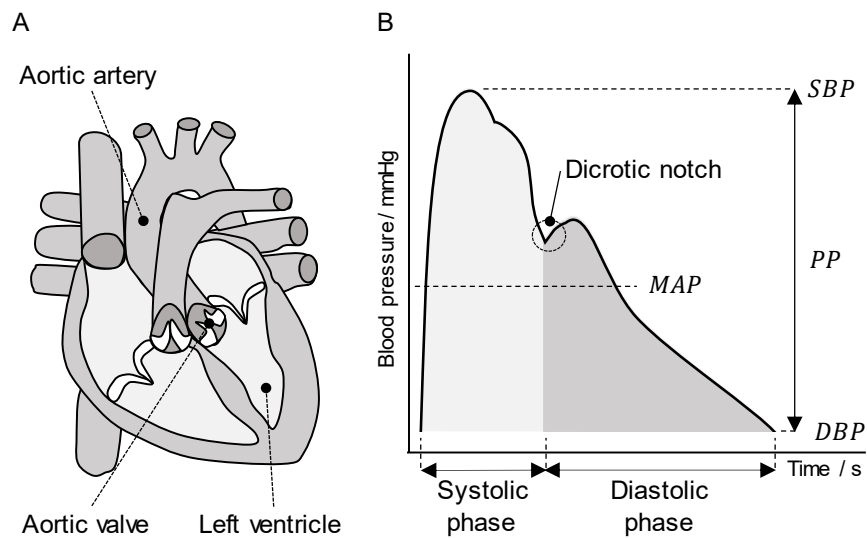 A
B
Aortic artery
Aortic valve
Left ventricle
Blood pressure / mmHg
SBP
Dicrotic notch
PP
MAP
DBP
Time / s
Systolic
phase
Diastolic
phase